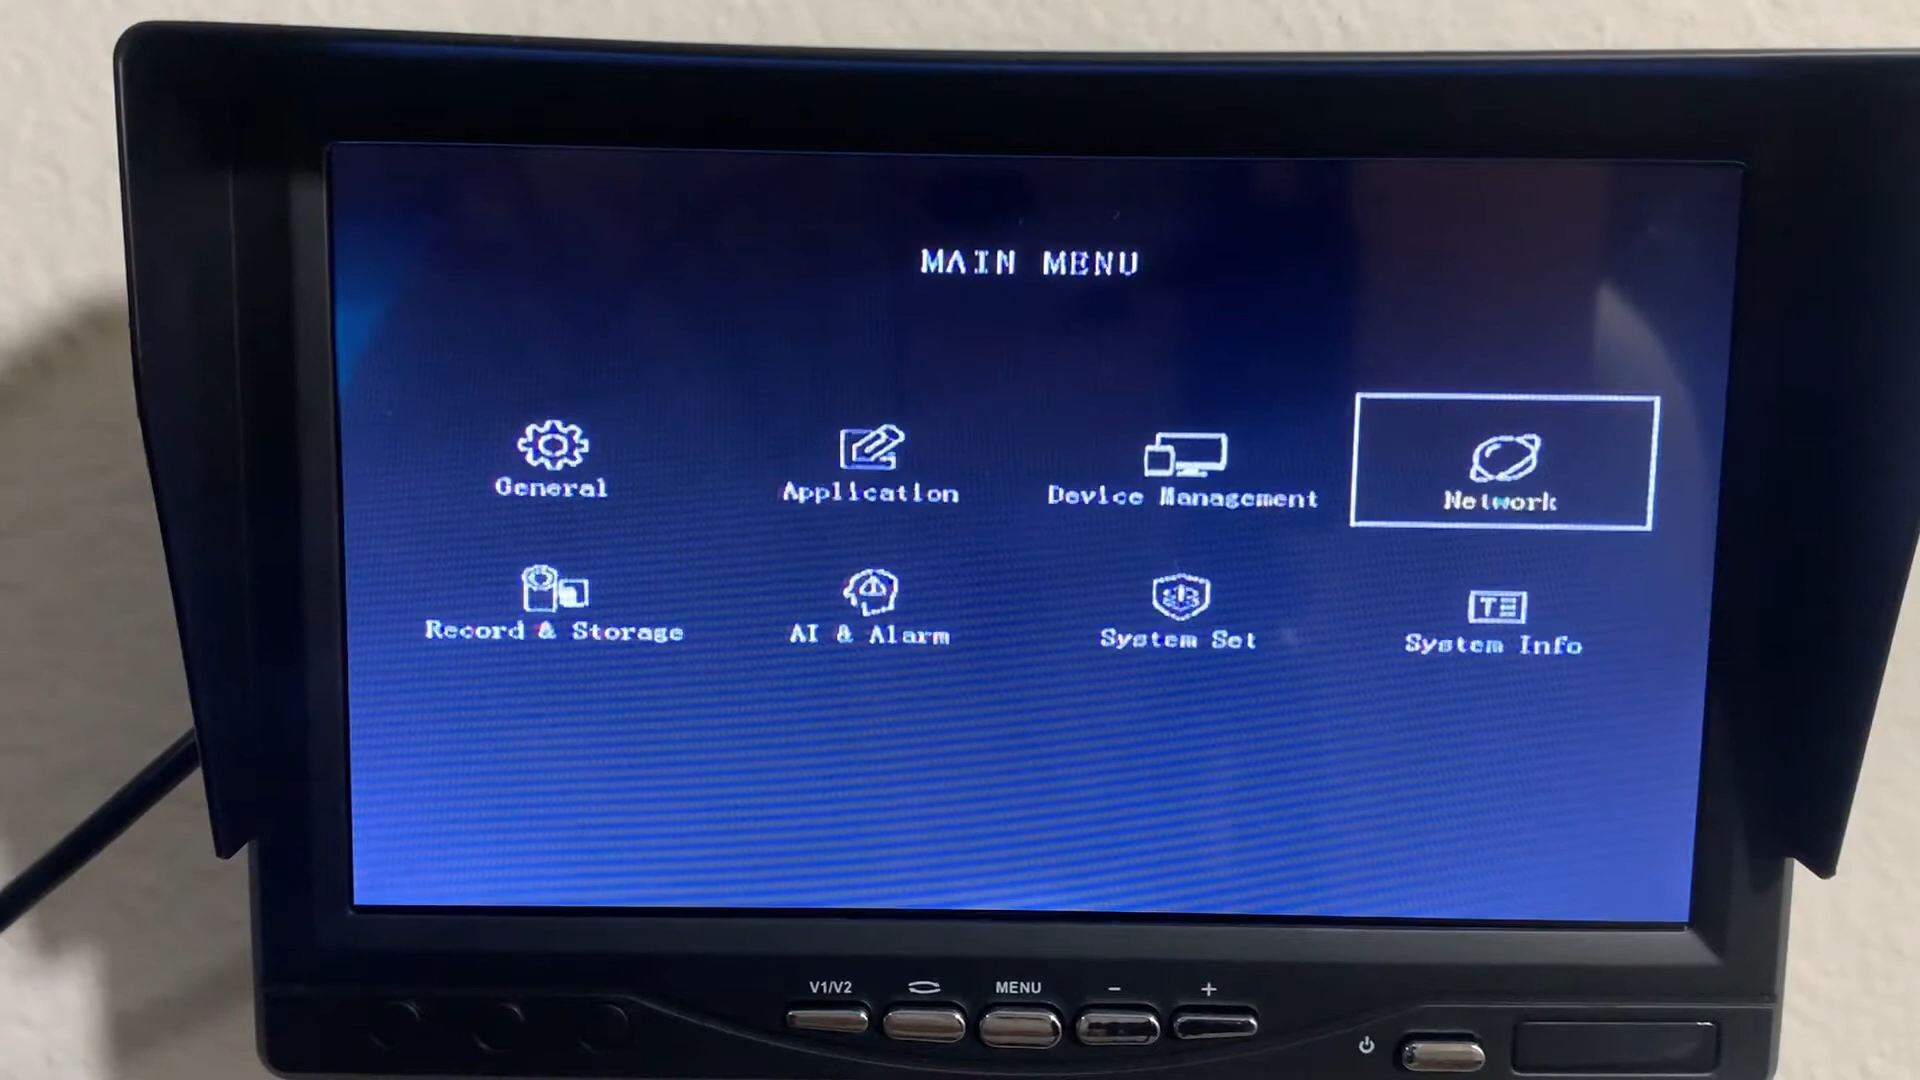 MAIN MENU
General Application Device Management Network
Record & Storage AI & Alarm System Set System Info
V1/V2 MENU - +